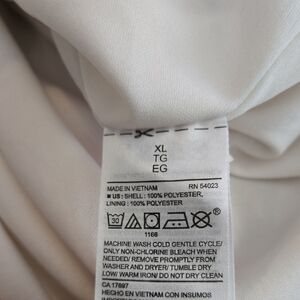 XL
TG
EG
MADE IN VIETNAM RN 54023
US : SHELL : 100% POLYESTER,
LINING : 100% POLYESTER
30
1166
MACHINE WASH COLD GENTLE CYCLE/
ONLY NON-CHLORINE BLEACH WHEN
NEEDED/ REMOVE PROMPTLY FROM
WASHER AND DRYER/ TUMBLE DRY
LOW/ WARM IRON DO NOT DRY CLEAN
CA 17897
HECHO EN VIETNAM CON INSUMOS